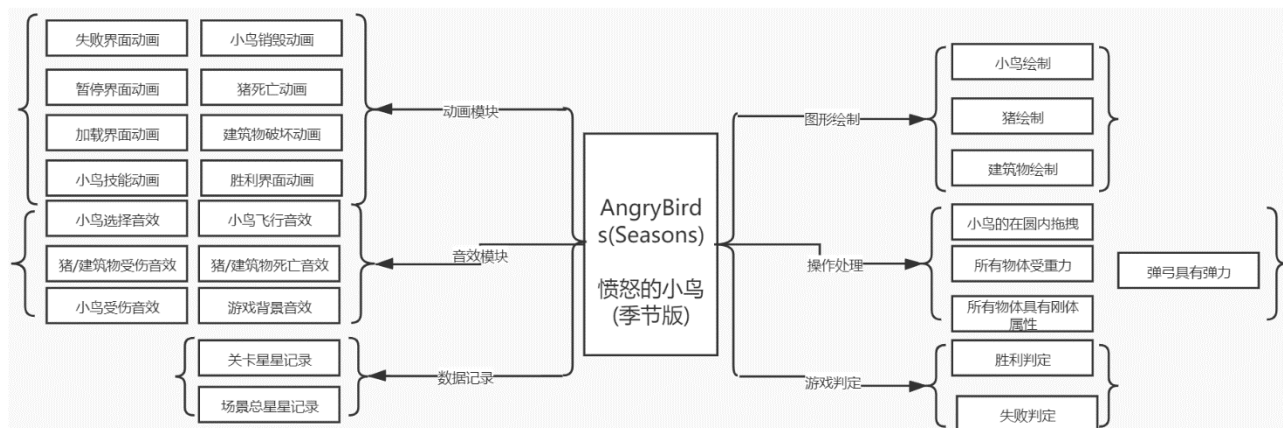 失败界面动画
小鸟销毁动画
暂停界面动画
猪死亡动画
加载界面动画
建筑物破坏动画
小鸟技能动画
胜利界面动画
动画模块
小鸟选择音效
小鸟飞行音效
猪/建筑物受伤音效
猪/建筑物死亡音效
小鸟受伤音效
游戏背景音效
音效模块
关卡星星记录
场景总星星记录
数据记录
AngryBird
s(Seasons)
愤怒的小鸟
(季节版)
图形绘制
小鸟绘制
猪绘制
建筑物绘制
操作处理
小鸟的在圆内拖拽
所有物体受重力
所有物体具有刚体
属性
弹弓具有弹力
游戏判定
胜利判定
失败判定